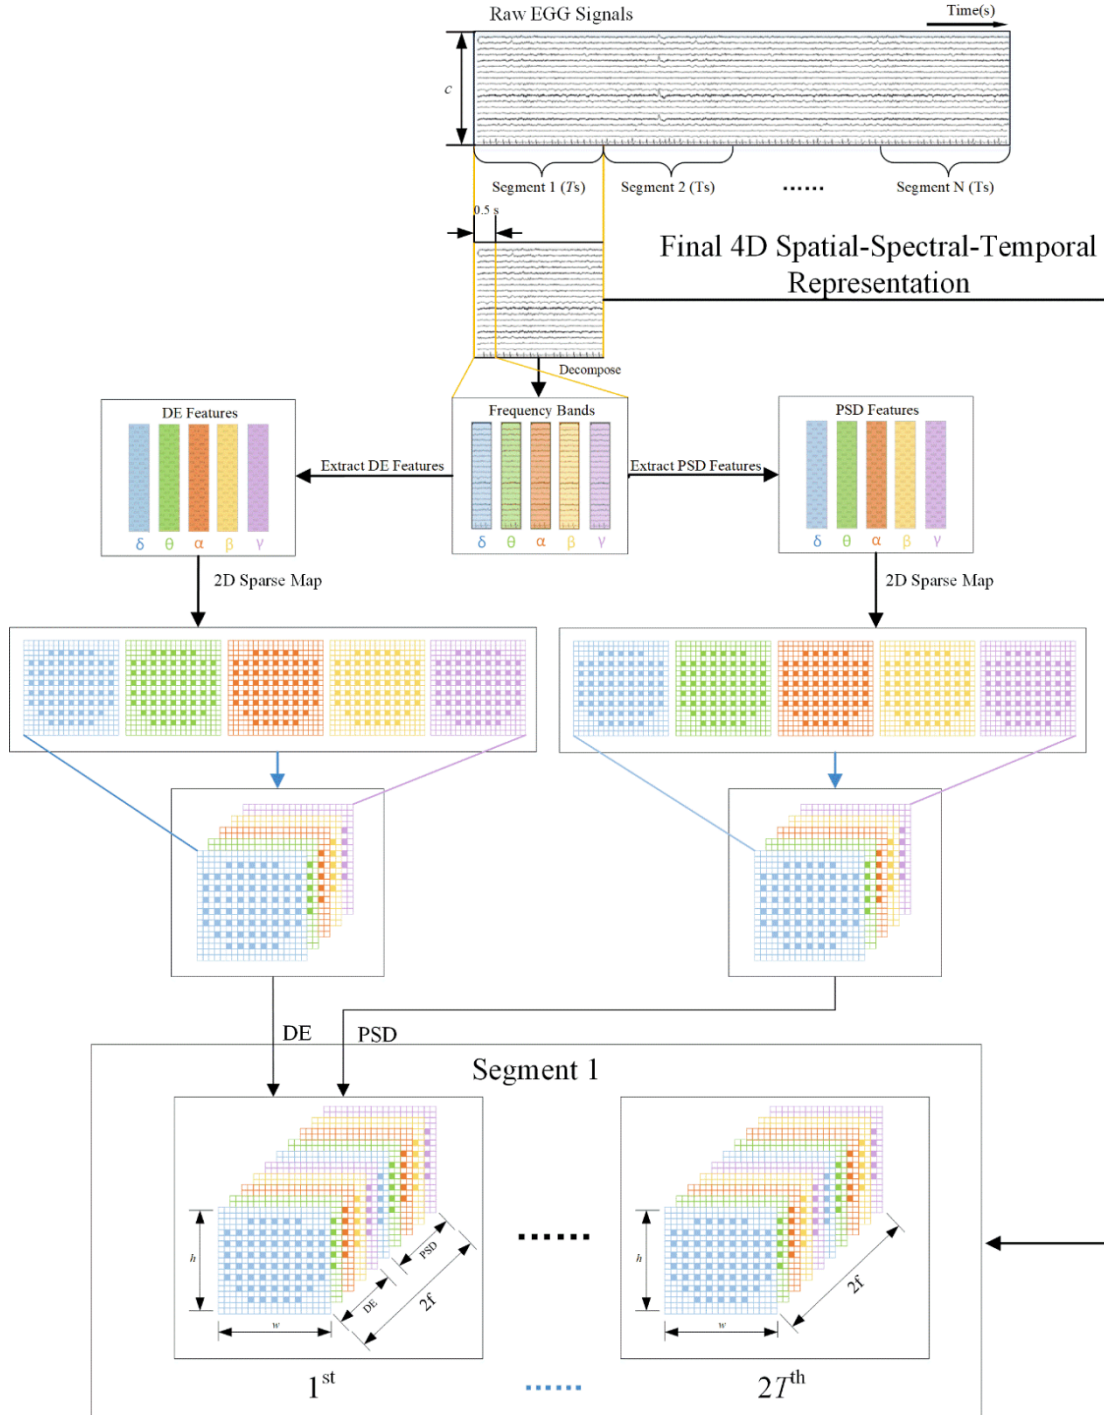 Raw EGG Signals
Time(s)
c
Segment 1 (Ts)
Segment 2 (Ts)
......
Segment N (Ts)
0.5 s
Final 4D Spatial-Spectral-Temporal
Representation
Decompose
DE Features
δ θ α β γ
Extract DE Features
Frequency Bands
δ θ α β γ
Extract PSD Features
PSD Features
δ θ α β γ
2D Sparse Map
2D Sparse Map
DE
PSD
Segment 1
h
w
DE
PSD
2f
......
h
w
2f
1st
......
2Tth